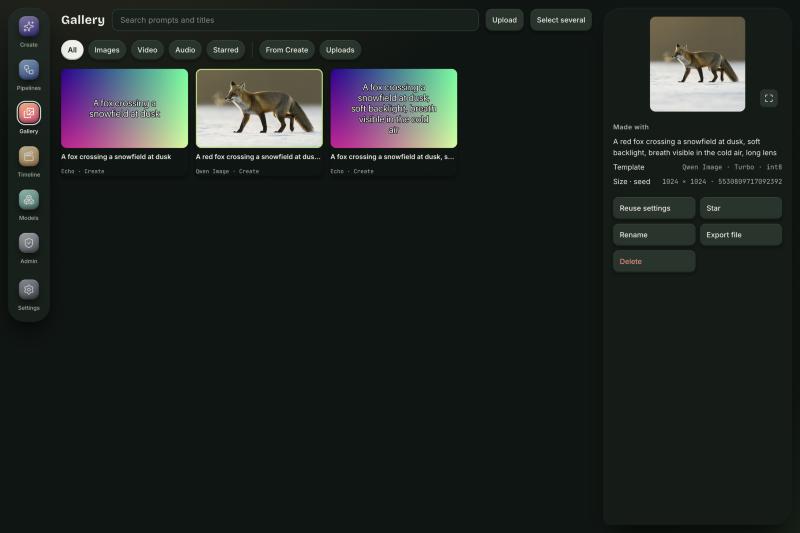 Gallery
Search prompts and titles
Upload
Select several
All
Images
Video
Audio
Starred
From Create
Uploads
Create
Pipelines
Gallery
Timeline
Models
Admin
Settings
A fox crossing a
snowfield at dusk
A fox crossing a snowfield at dusk
Echo · Create
A red fox crossing a snowfield at dus...
Qwen Image · Create
A fox crossing a
snowfield at dusk,
soft backlight, breath
visible in the cold
air
A fox crossing a snowfield at dusk, s...
Echo · Create
Made with
A red fox crossing a snowfield at dusk, soft
backlight, breath visible in the cold air, long lens
Template
Qwen Image · Turbo · int8
Size · seed
1024 × 1024 · 5530809717092392
Reuse settings
Star
Rename
Export file
Delete